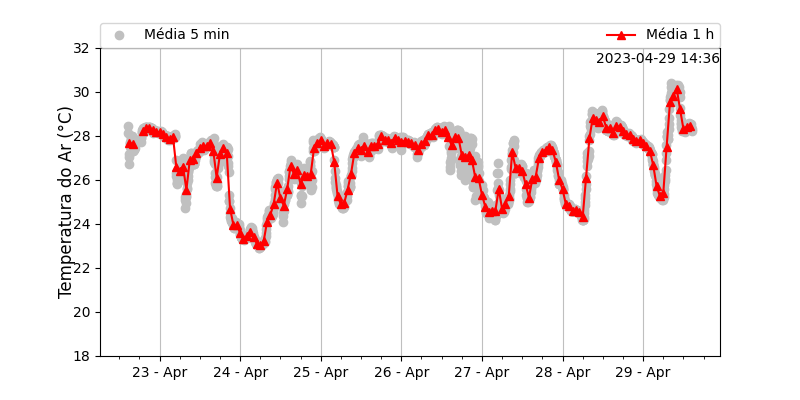 Média 5 min
Média 1 h
2023-04-29 14:36
Temperatura do Ar (°C)
32
30
28
26
24
22
20
18
23 - Apr
24 - Apr
25 - Apr
26 - Apr
27 - Apr
28 - Apr
29 - Apr